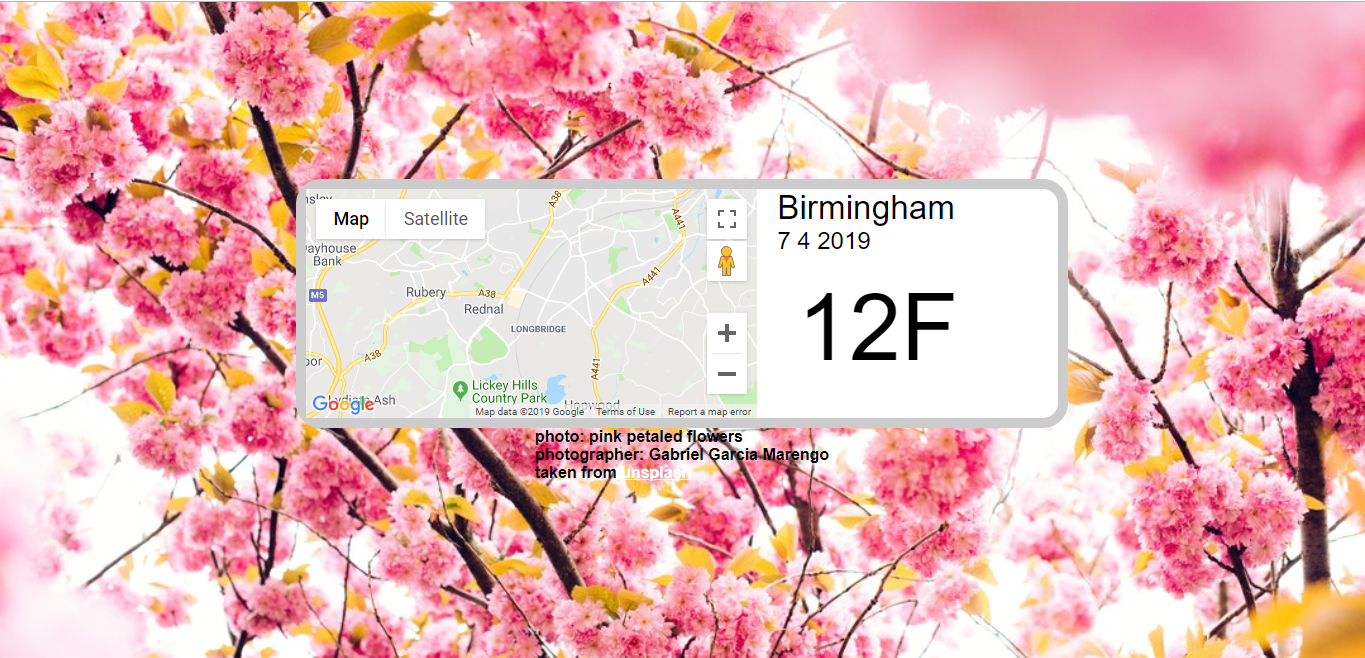 nsley
Map Satellite
A38
A441
Dayhouse
Bank
M5
Rubery
A38
A441
Rednal
LONGBRIDGE
A38
A441
Lickey Hills
Country Park
Lydiate Ash
Hopwood
Google
Map data ©2019 Google Terms of Use Report a map error
Birmingham
7 4 2019
12F
photo: pink petaled flowers
photographer: Gabriel Garcia Marengo
taken from unsplash